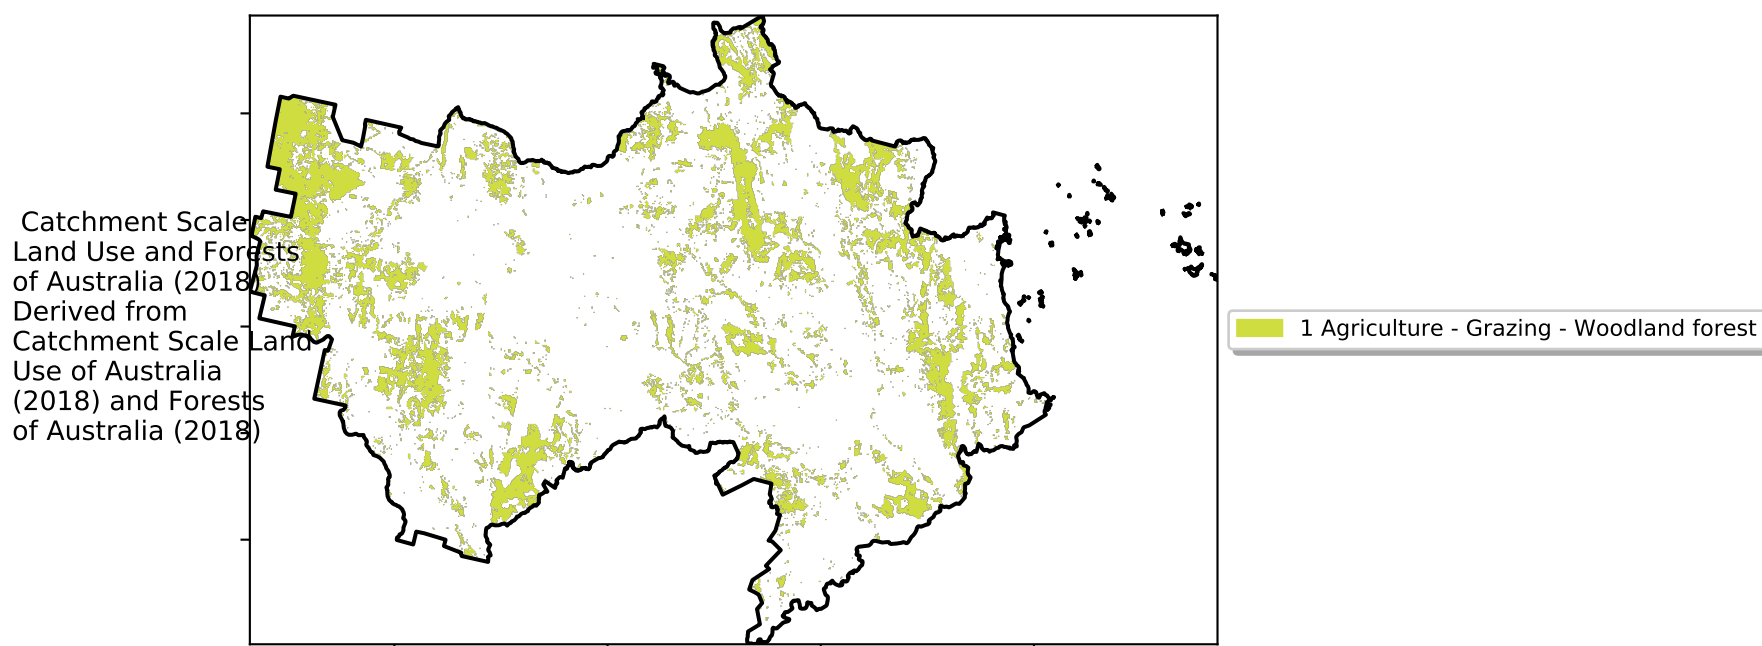 Catchment Scale
Land Use and Forests
of Australia (2018)
Derived from
Catchment Scale Land
Use of Australia
(2018) and Forests
of Australia (2018)
1 Agriculture - Grazing - Woodland forest